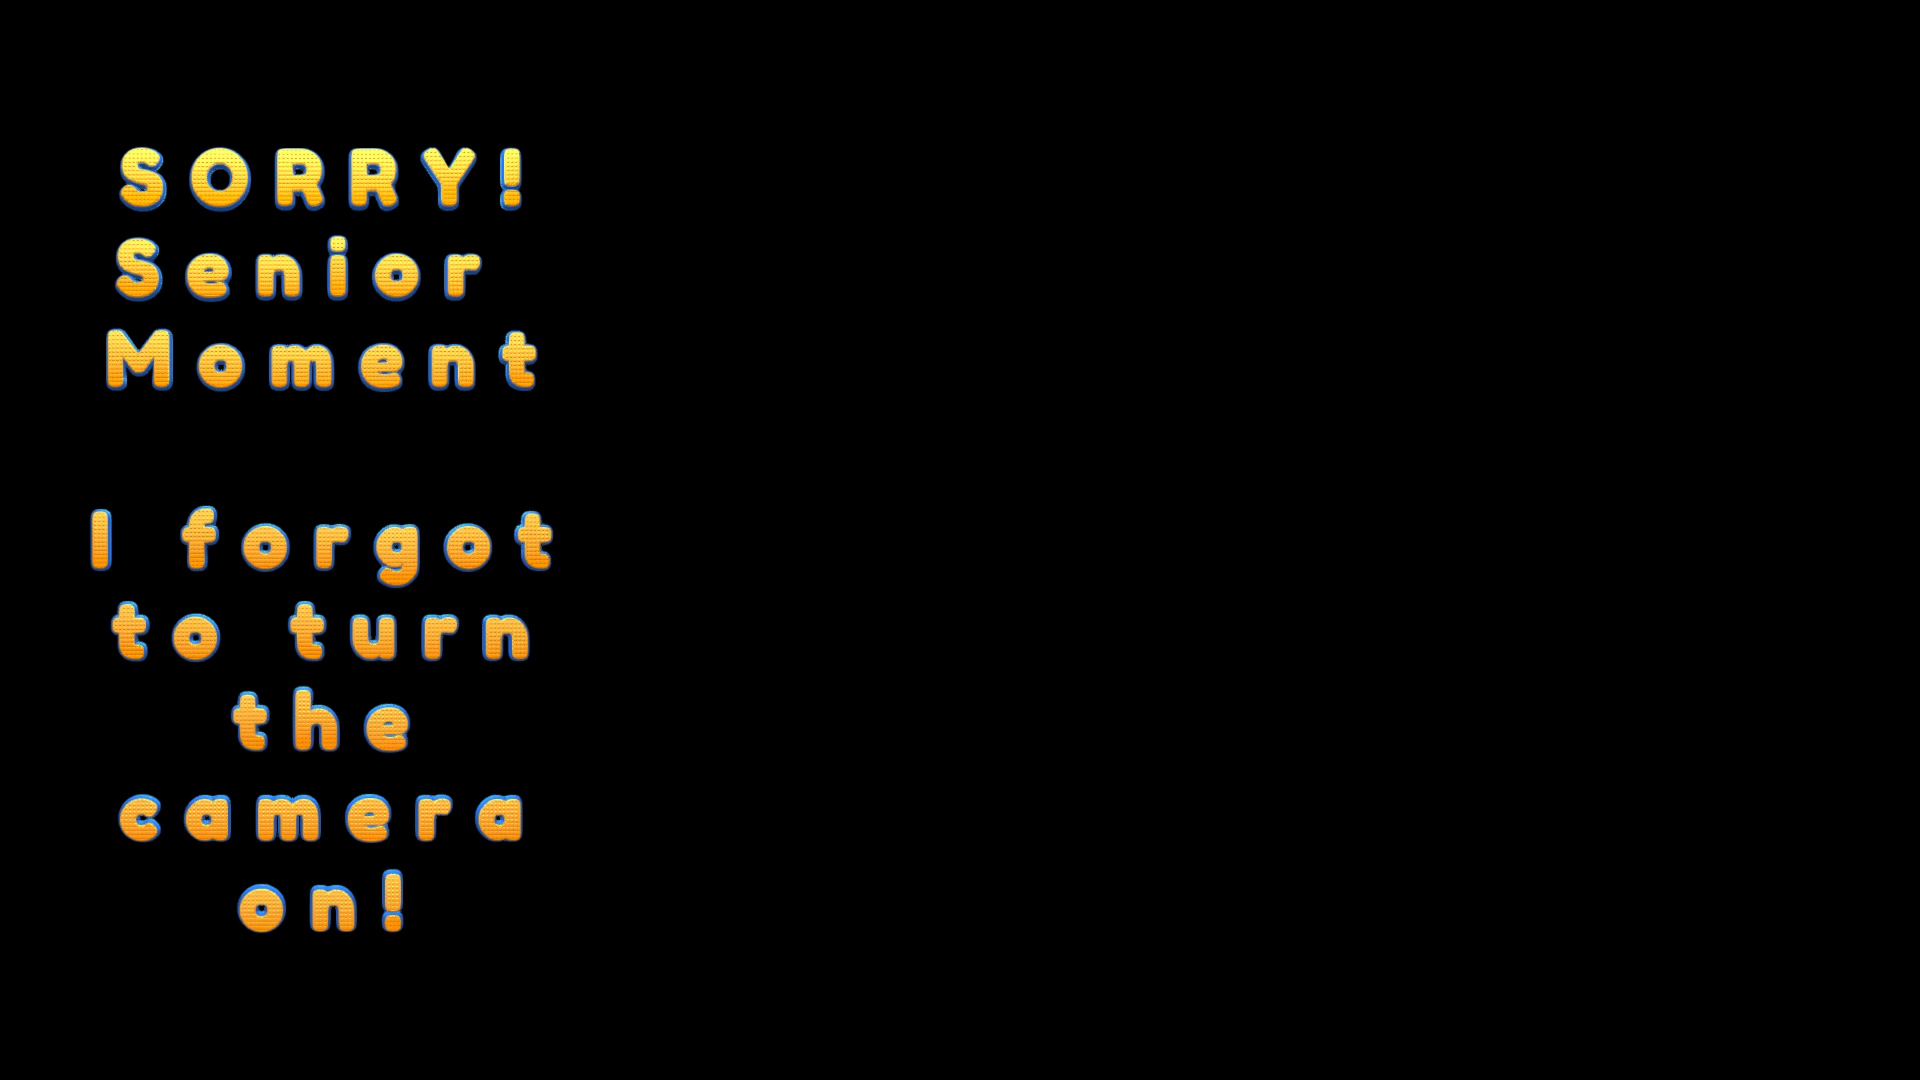 SORRY!
Senior
Moment
I forgot
to turn
the
camera
on!